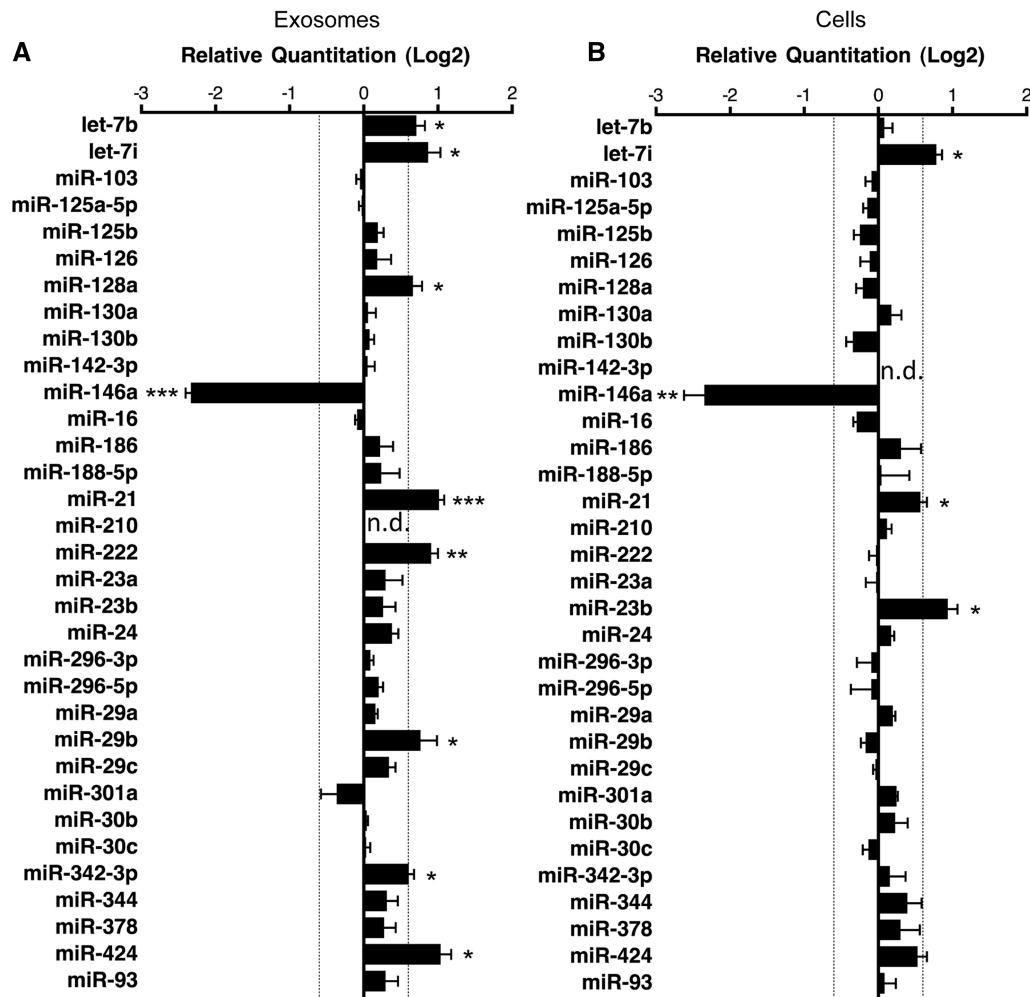 Exosomes
A
Relative Quantitation (Log2)
-3 -2 -1 0 1 2
let-7b *
let-7i *
miR-103
miR-125a-5p
miR-125b
miR-126
miR-128a *
miR-130a
miR-130b
miR-142-3p
miR-146a ***
miR-16
miR-186
miR-188-5p
miR-21 ***
miR-210 n.d.
miR-222 **
miR-23a
miR-23b
miR-24
miR-296-3p
miR-296-5p
miR-29a
miR-29b *
miR-29c
miR-301a
miR-30b
miR-30c
miR-342-3p *
miR-344
miR-378
miR-424 *
miR-93
Cells
B
Relative Quantitation (Log2)
-3 -2 -1 0 1 2
let-7b
let-7i *
miR-103
miR-125a-5p
miR-125b
miR-126
miR-128a
miR-130a
miR-130b
miR-142-3p n.d.
miR-146a **
miR-16
miR-186
miR-188-5p
miR-21 *
miR-210
miR-222
miR-23a
miR-23b *
miR-24
miR-296-3p
miR-296-5p
miR-29a
miR-29b
miR-29c
miR-301a
miR-30b
miR-30c
miR-342-3p
miR-344
miR-378
miR-424
miR-93